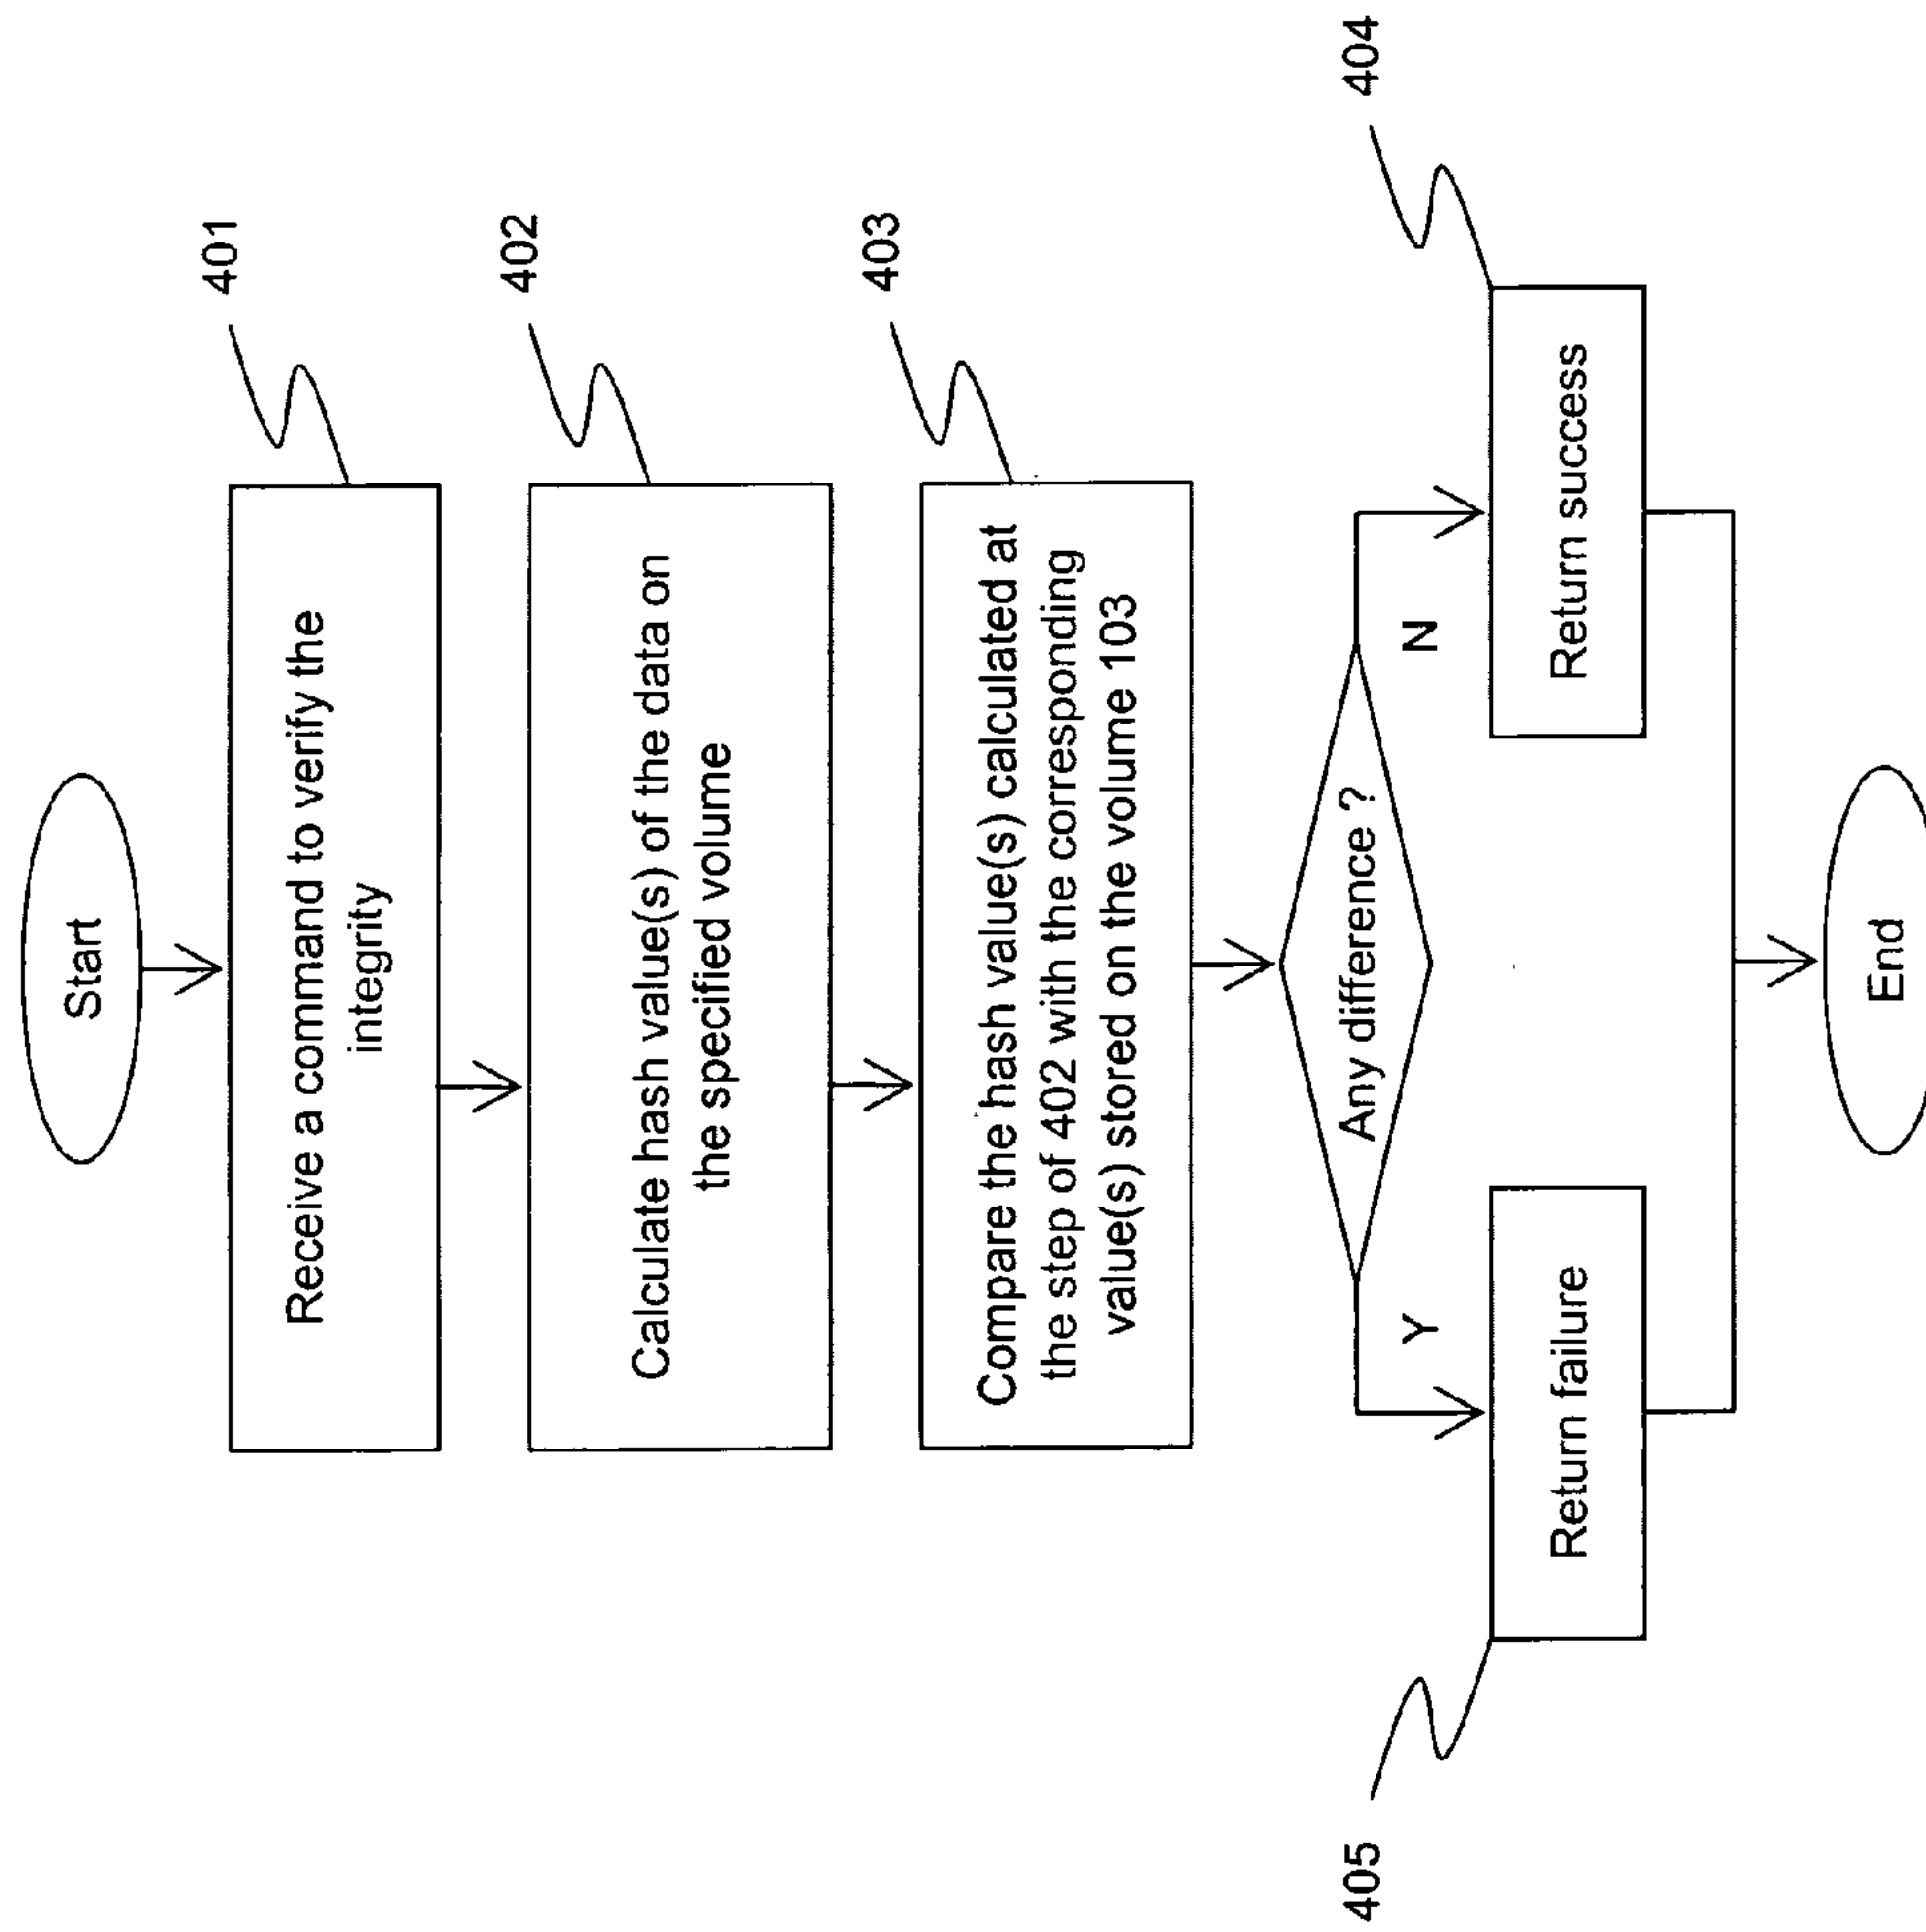 Start
401
Receive a command to verify the
integrity
402
Calculate hash value(s) of the data on
the specified volume
403
Compare the hash value(s) calculated at
the step of 402 with the corresponding
value(s) stored on the volume 103
Any difference ?
Y
N
405
Return failure
404
Return success
End